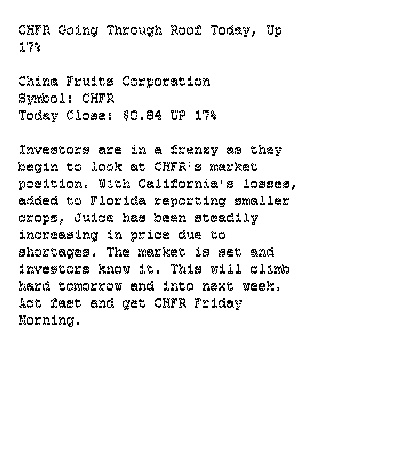 CHFR Going Through Roof Today, Up
17%
China Fruits Corporation
Symbol: CHFR
Today Close: $0.84 UP 17%
Investors are in a frenzy as they
begin to look at CHFR's market
position. With California's losses,
added to Florida reporting smaller
crops, Juice has been steadily
increasing in price due to
shortages. The market is set and
investors know it. This will climb
hard tomorrow and into next week.
Act fast and get CHFR Friday
Morning.